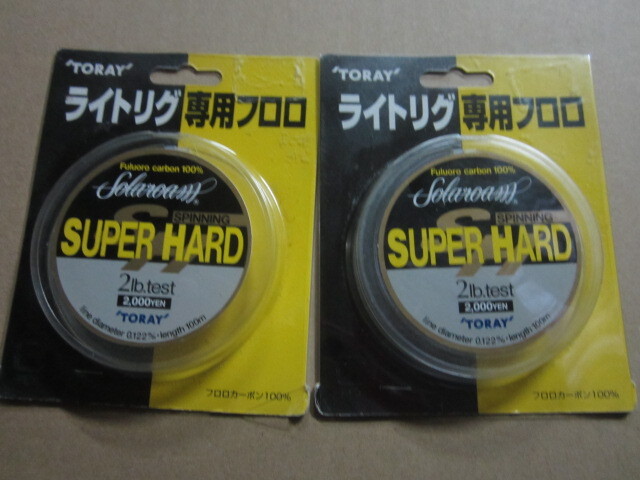 "TORAY"
ライトリグ専用フロロ
Fuluoro carbon 100%
Solaroam®
SPINNING
SUPER HARD
2lb.test
2,000YEN
"TORAY"
line diameter 0.122㎜・length 100m
フロロカーボン100%
"TORAY"
ライトリグ専用フロロ
Fuluoro carbon 100%
Solaroam®
SPINNING
SUPER HARD
2lb.test
2,000YEN
"TORAY"
line diameter 0.122㎜・length 100m
フロロカーボン100%